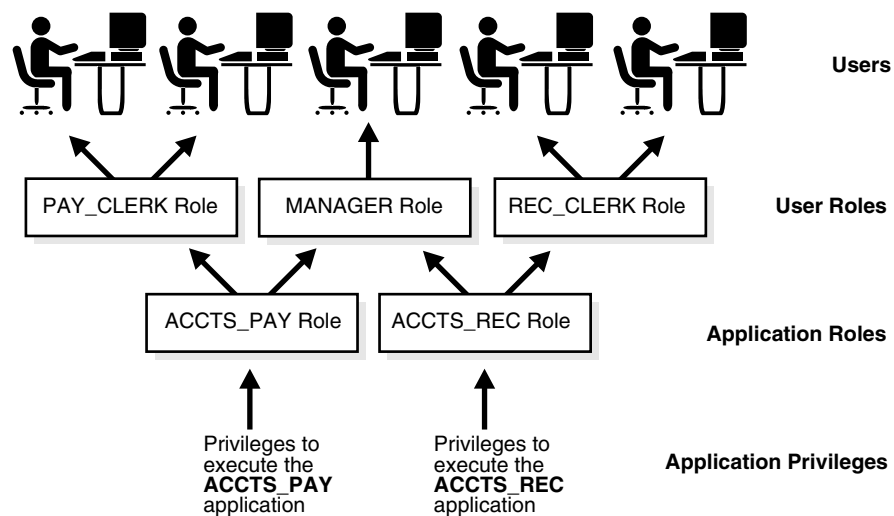 Users
PAY_CLERK Role
MANAGER Role
REC_CLERK Role
User Roles
ACCTS_PAY Role
ACCTS_REC Role
Application Roles
Privileges to
execute the
ACCTS_PAY
application
Privileges to
execute the
ACCTS_REC
application
Application Privileges